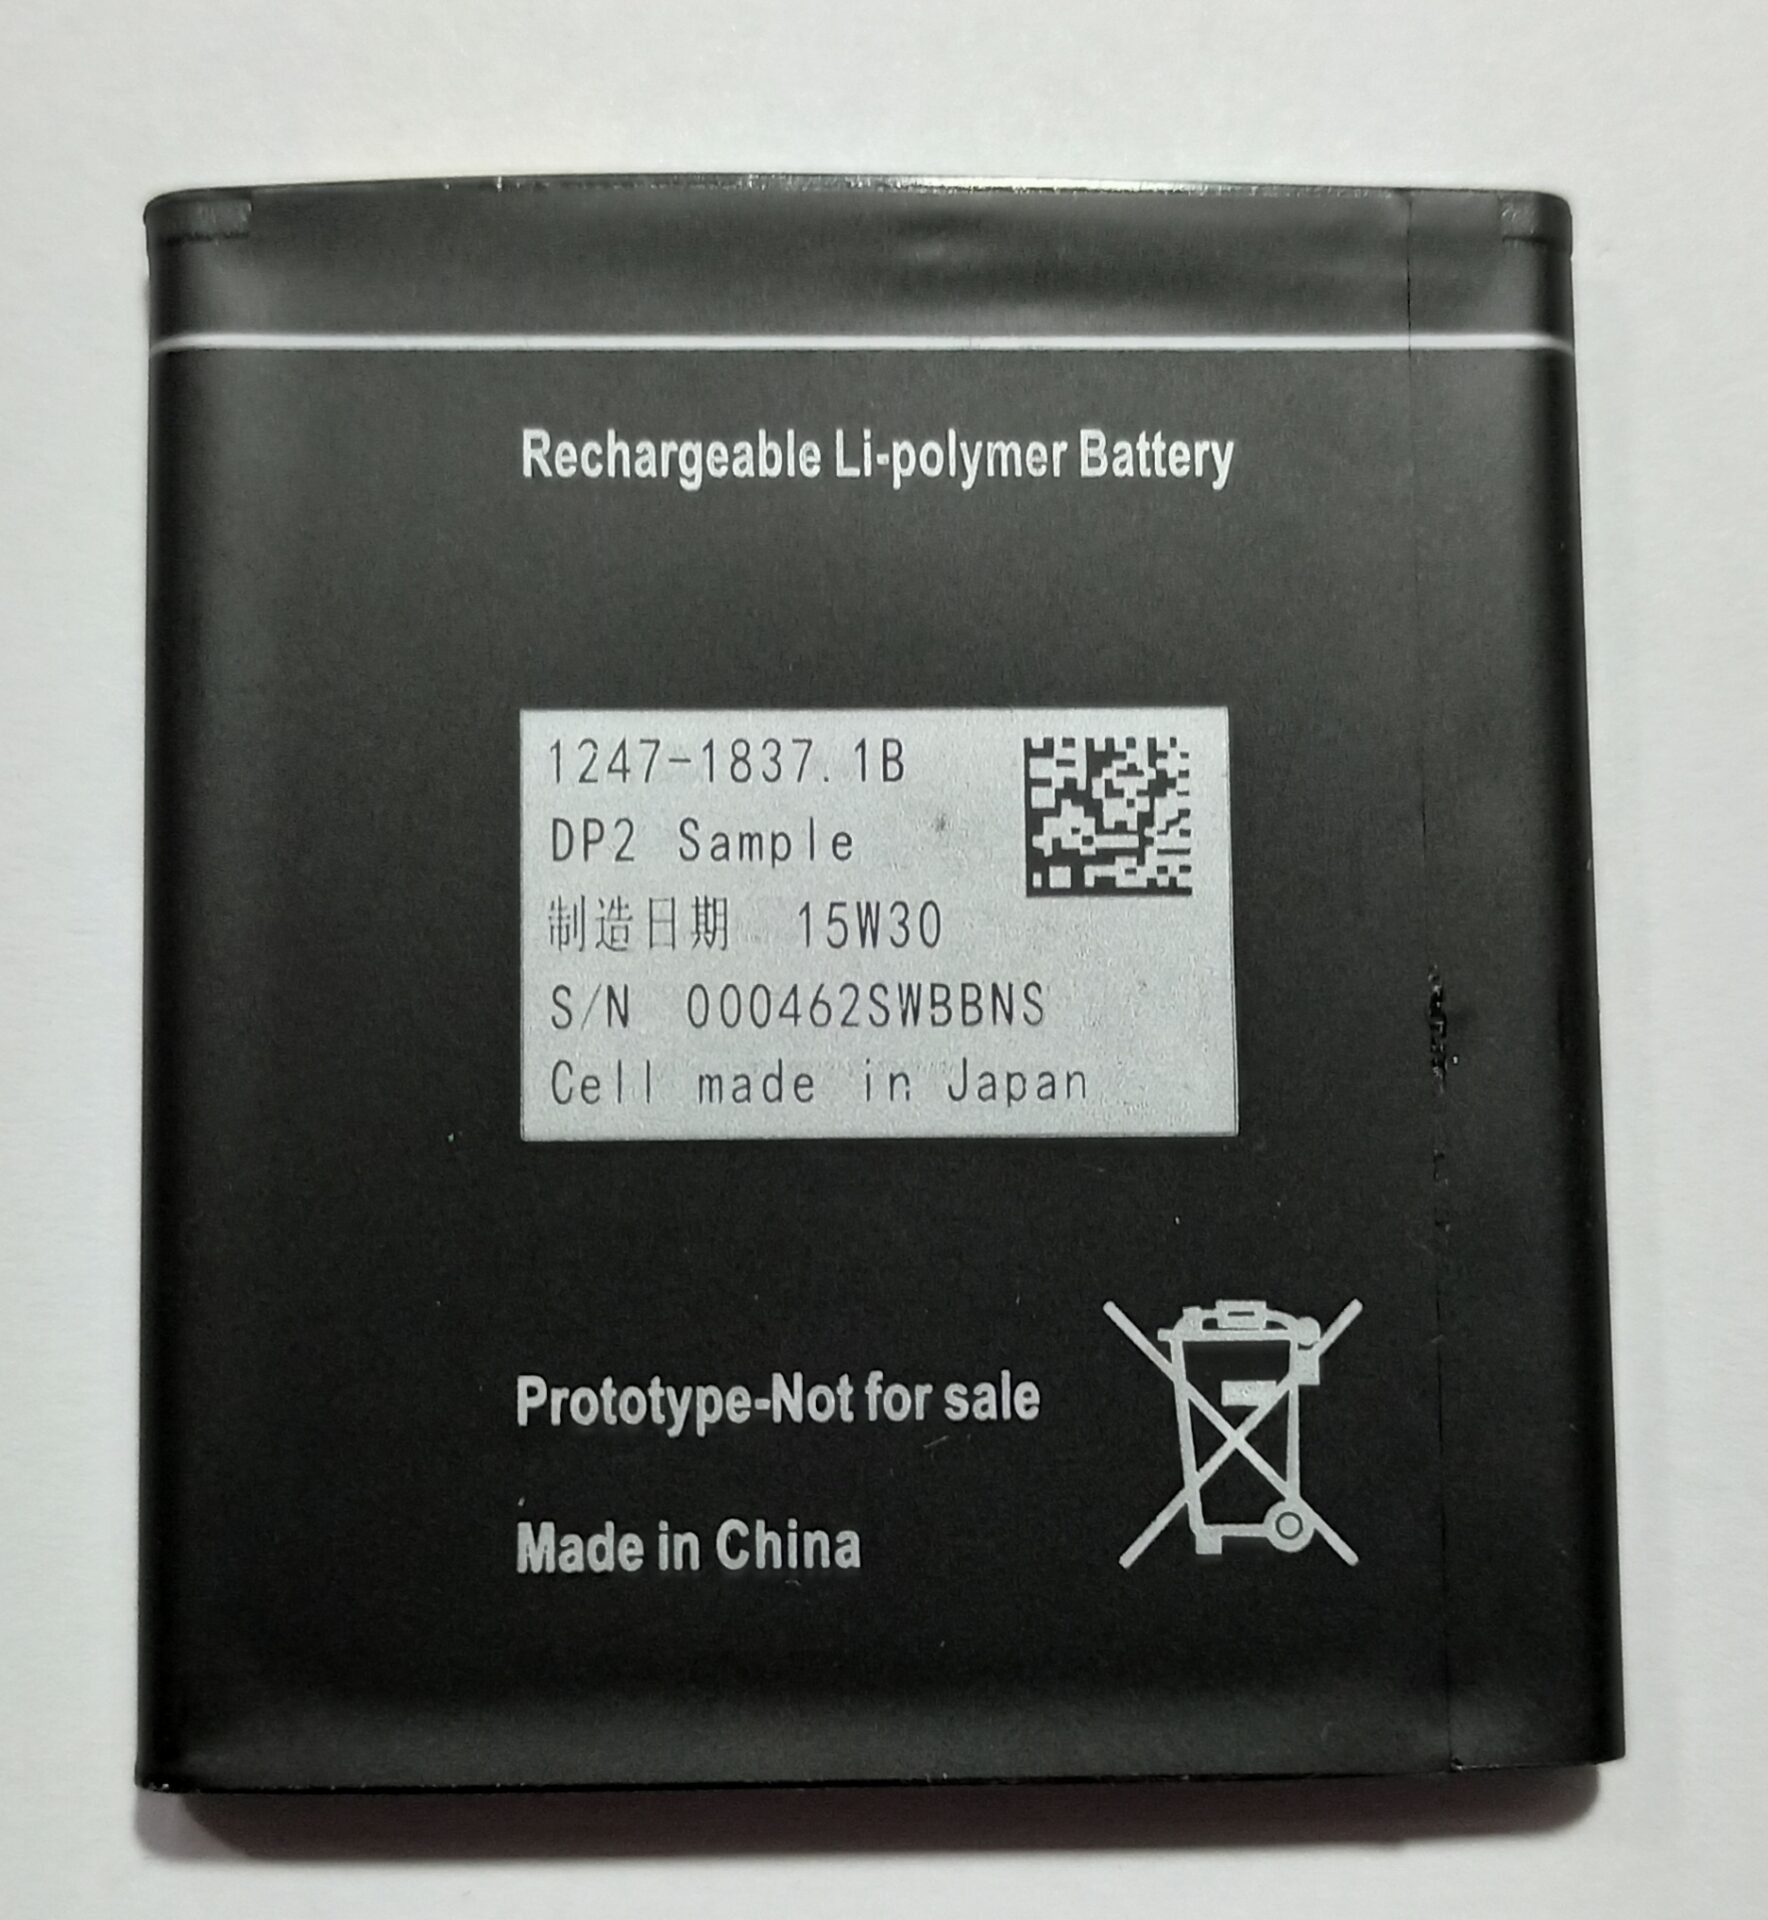 Rechargeable Li-polymer Battery
1247-1837.1B
DP2 Sample
制造日期 15W30
S/N 000462SWBBNS
Cell made in Japan
Prototype-Not for sale
Made in China